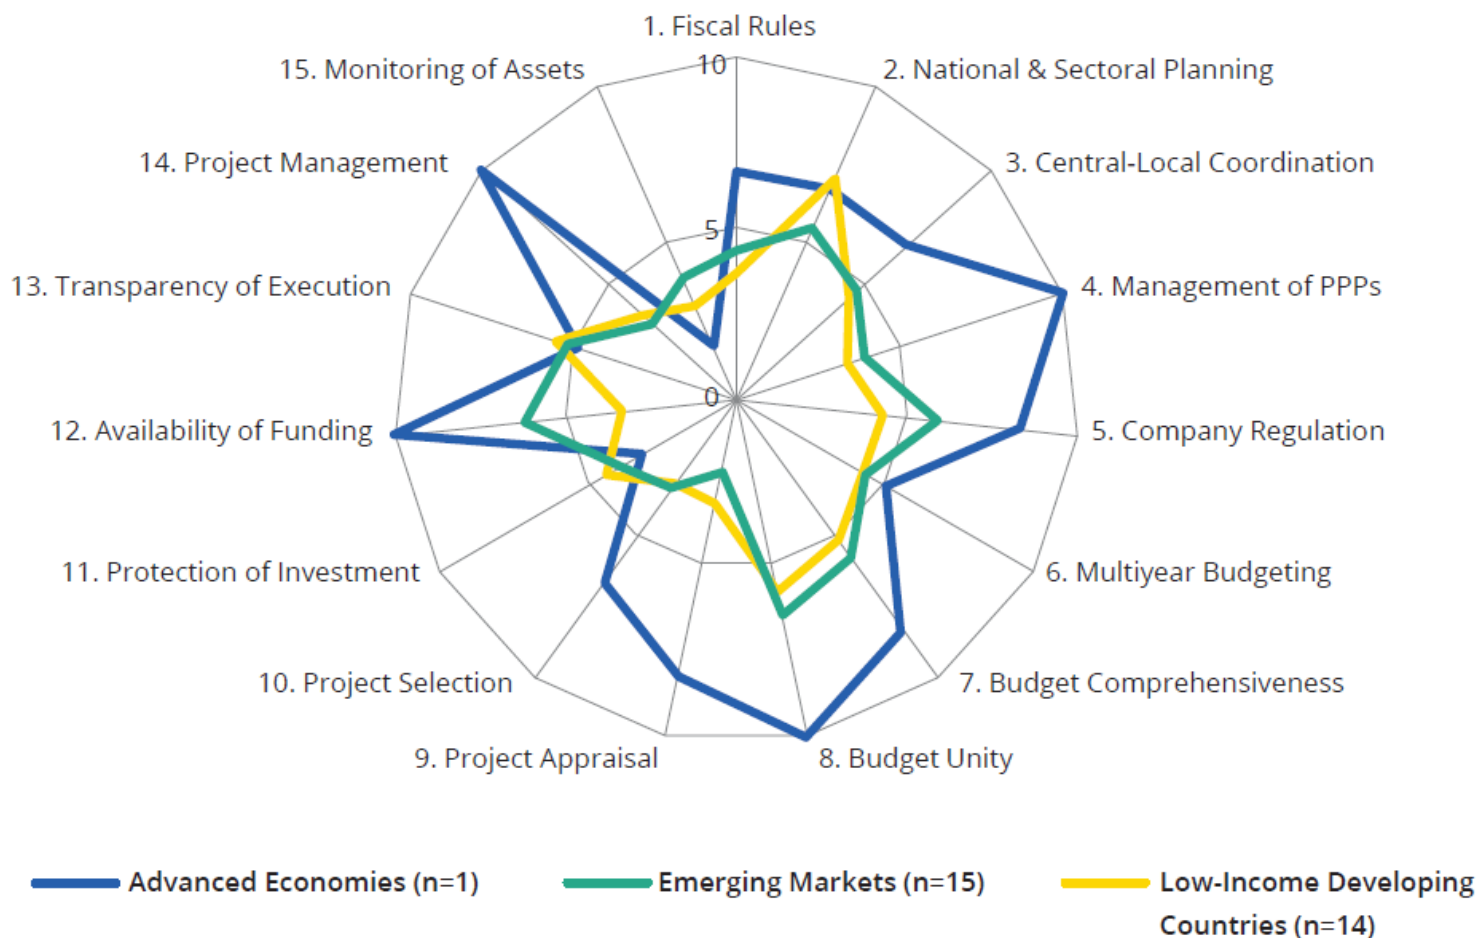 1. Fiscal Rules
2. National & Sectoral Planning
3. Central-Local Coordination
4. Management of PPPs
5. Company Regulation
6. Multiyear Budgeting
7. Budget Comprehensiveness
8. Budget Unity
9. Project Appraisal
10. Project Selection
11. Protection of Investment
12. Availability of Funding
13. Transparency of Execution
14. Project Management
15. Monitoring of Assets
10
5
0
Advanced Economies (n=1)
Emerging Markets (n=15)
Low-Income Developing
Countries (n=14)